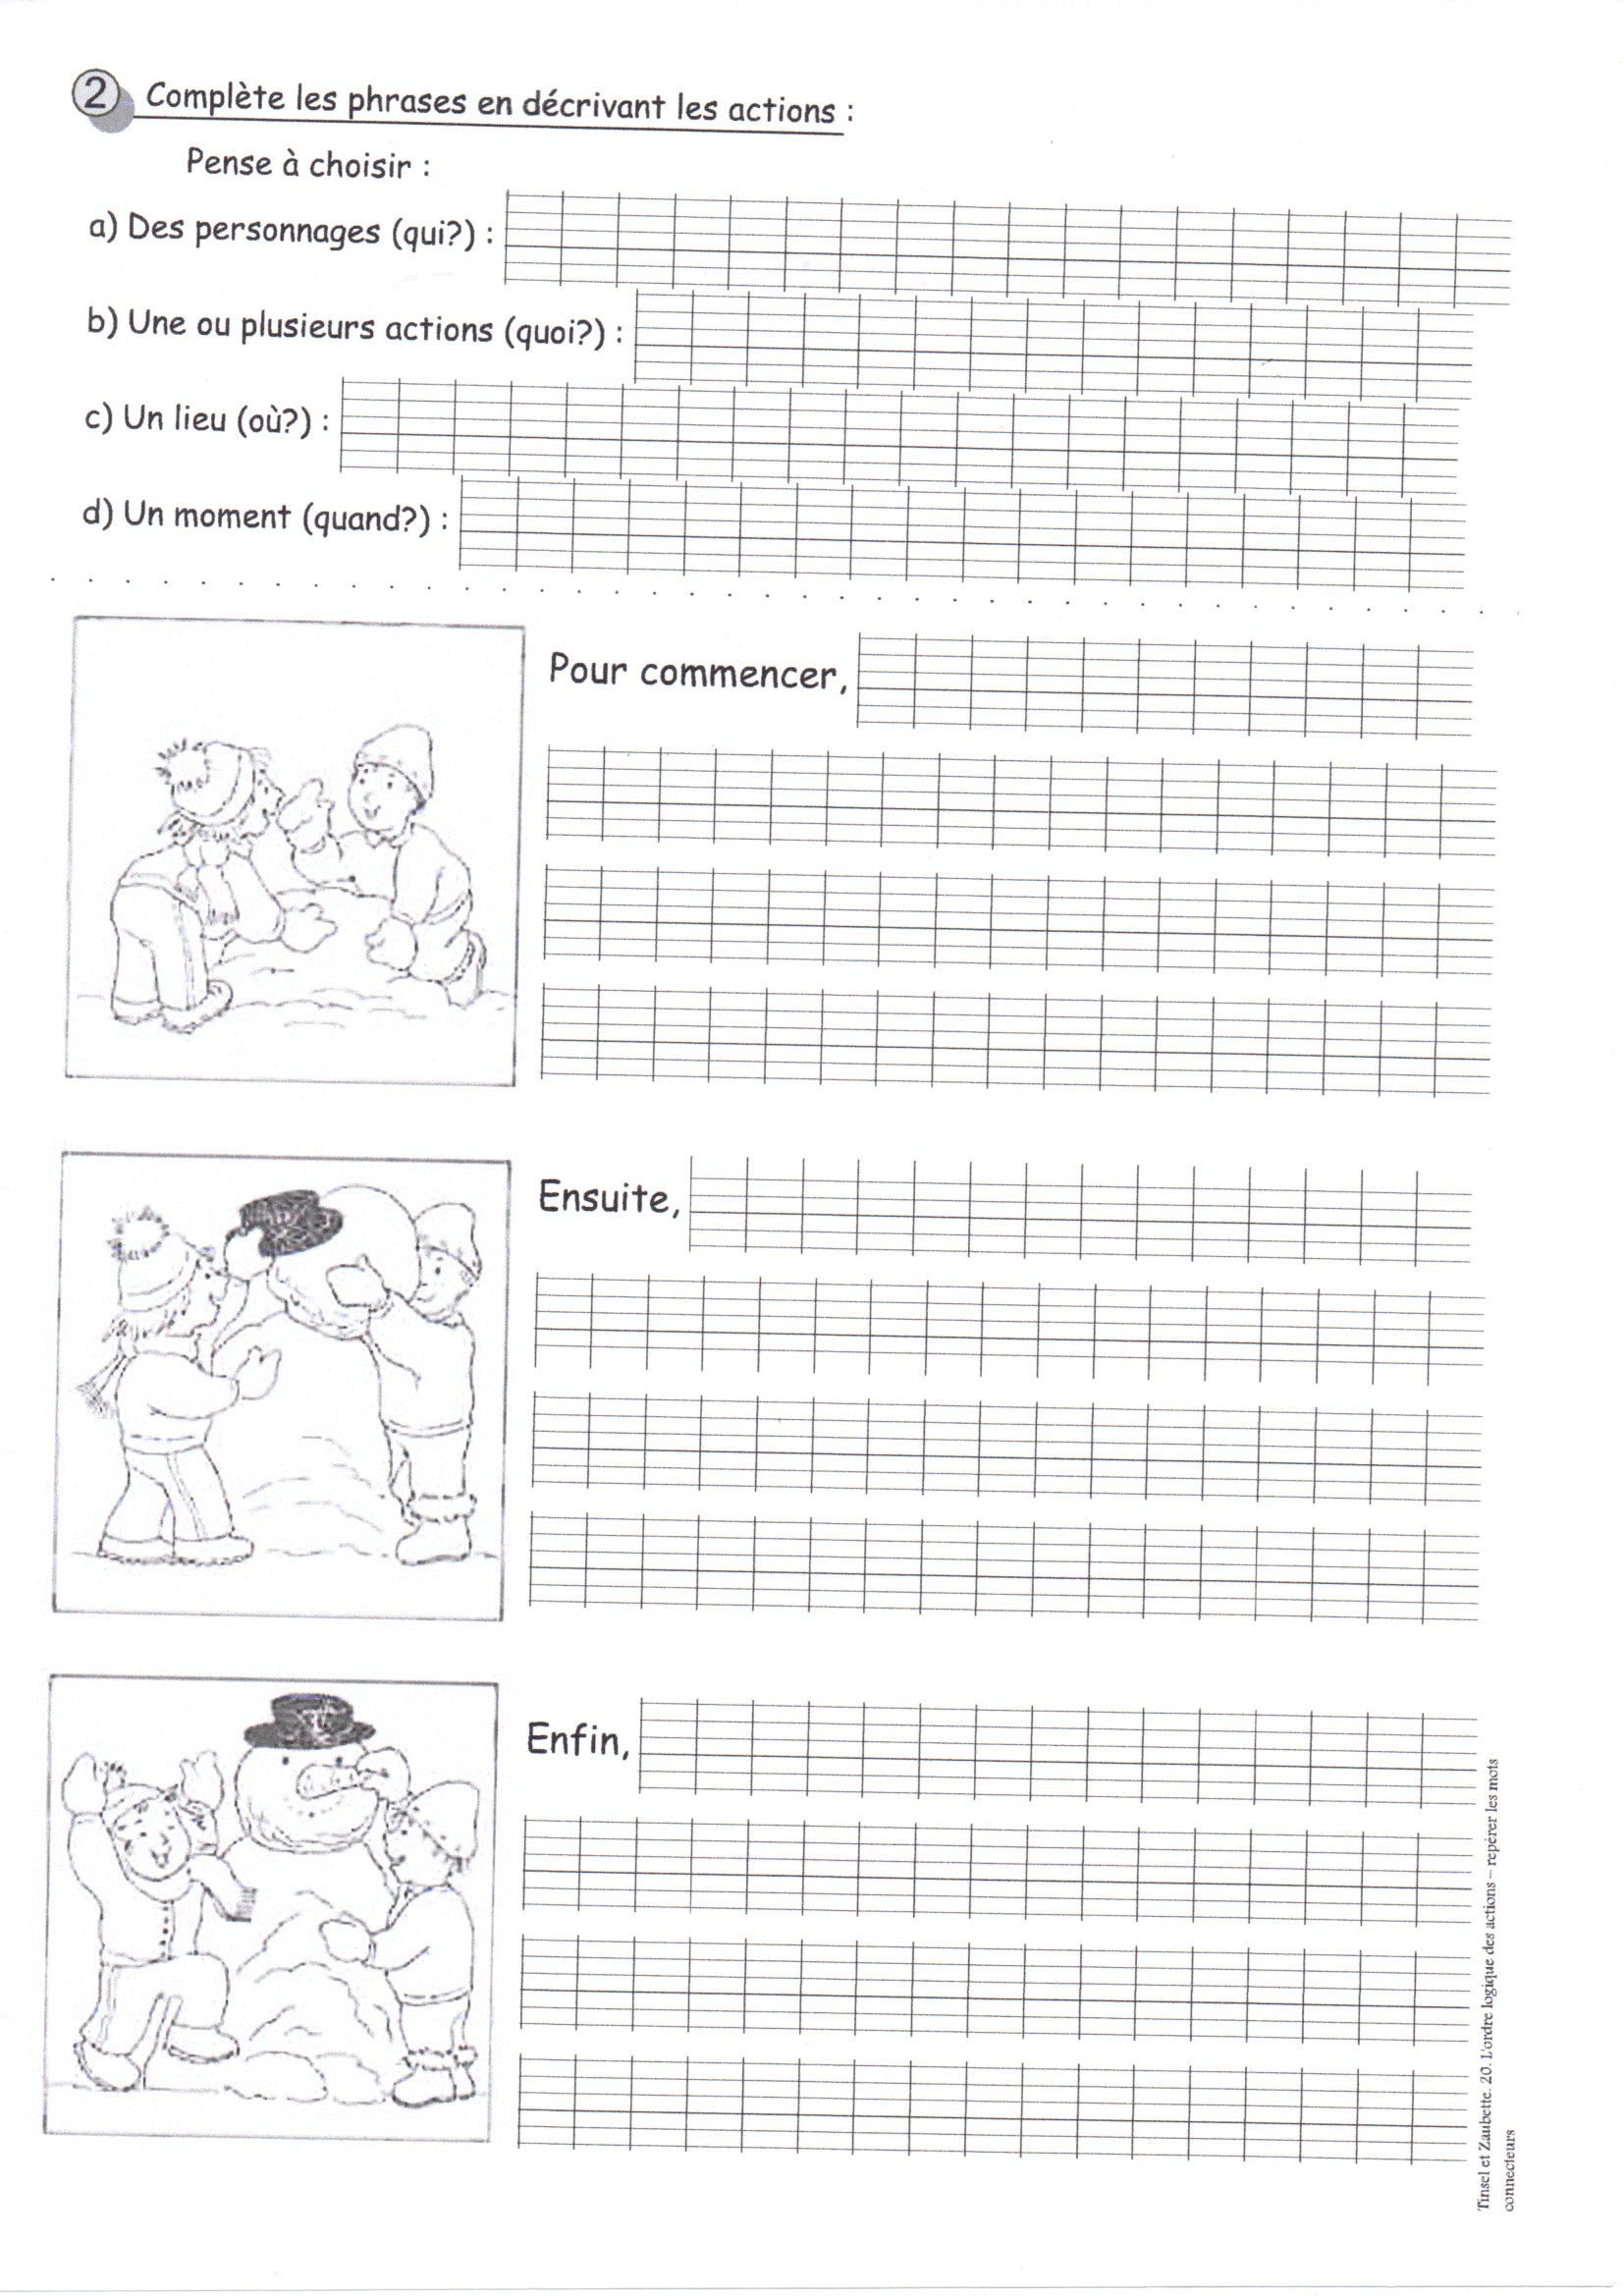 2 Complète les phrases en décrivant les actions :
Pense à choisir :
a) Des personnages (qui?) :
b) Une ou plusieurs actions (quoi?) :
c) Un lieu (où?) :
d) Un moment (quand?) :
Pour commencer,
Ensuite,
Enfin,
Tinsel et Zaubette. 20. L'ordre logique des actions – repérer les mots
connecteurs